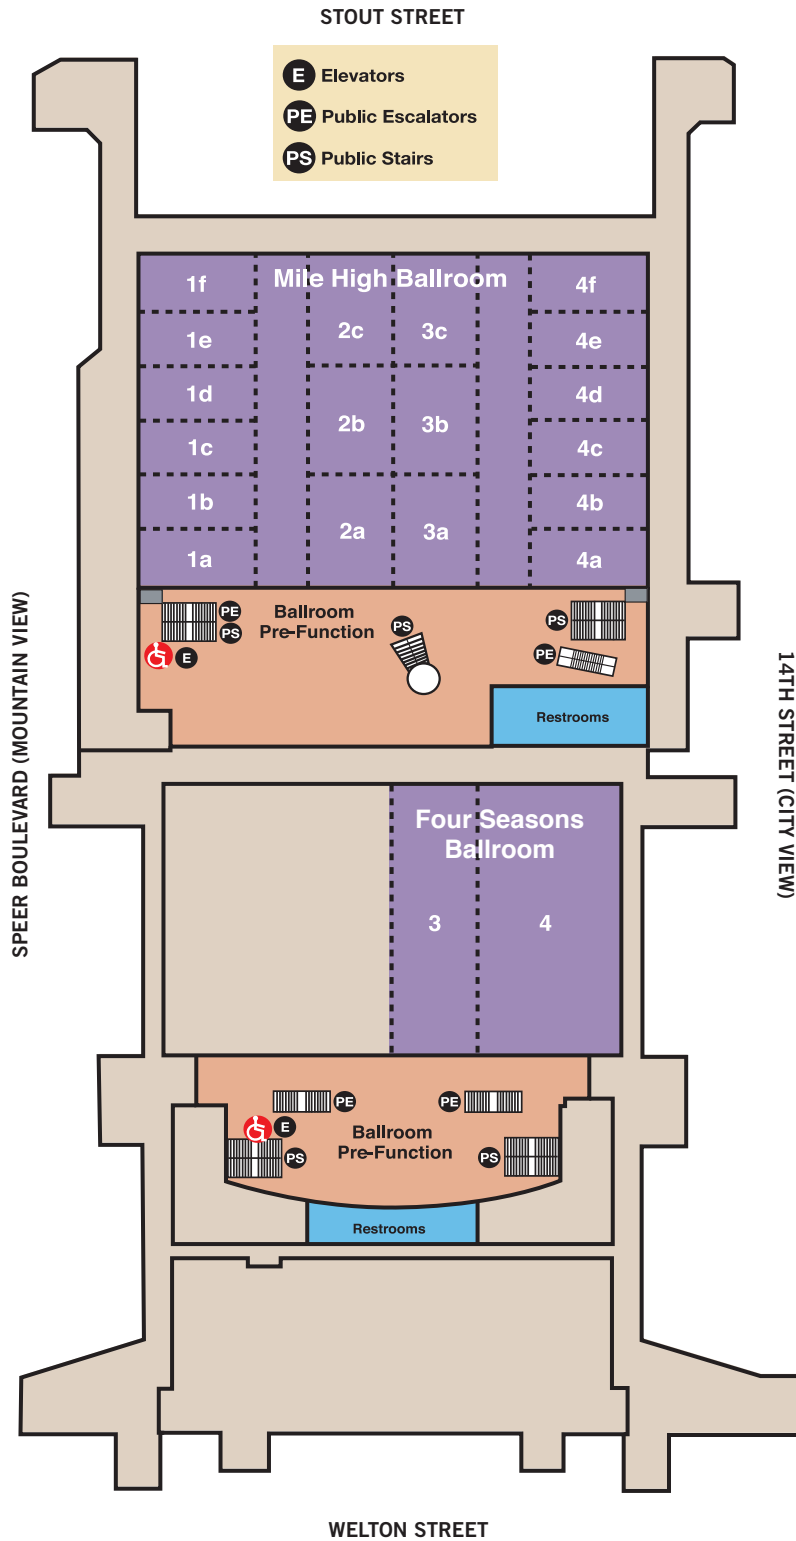 STOUT STREET
E Elevators
PE Public Escalators
PS Public Stairs
Mile High Ballroom
1f
4f
2c
3c
1e
4e
1d
4d
2b
3b
1c
4c
1b
4b
2a
3a
1a
4a
PE
PS
E
Ballroom
Pre-Function
PS
PS
PE
Restrooms
SPEER BOULEVARD (MOUNTAIN VIEW)
14TH STREET (CITY VIEW)
Four Seasons
Ballroom
3
4
PE
PE
E
Ballroom
Pre-Function
PS
PS
Restrooms
WELTON STREET